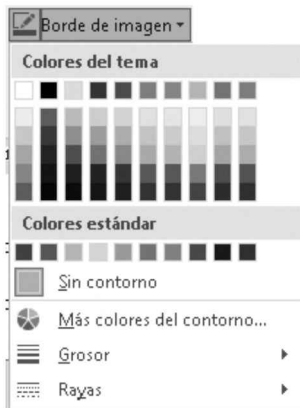 Borde de imagen
Colores del tema
Colores estándar
Sin contorno
Más colores del contorno...
Grosor
Rayas